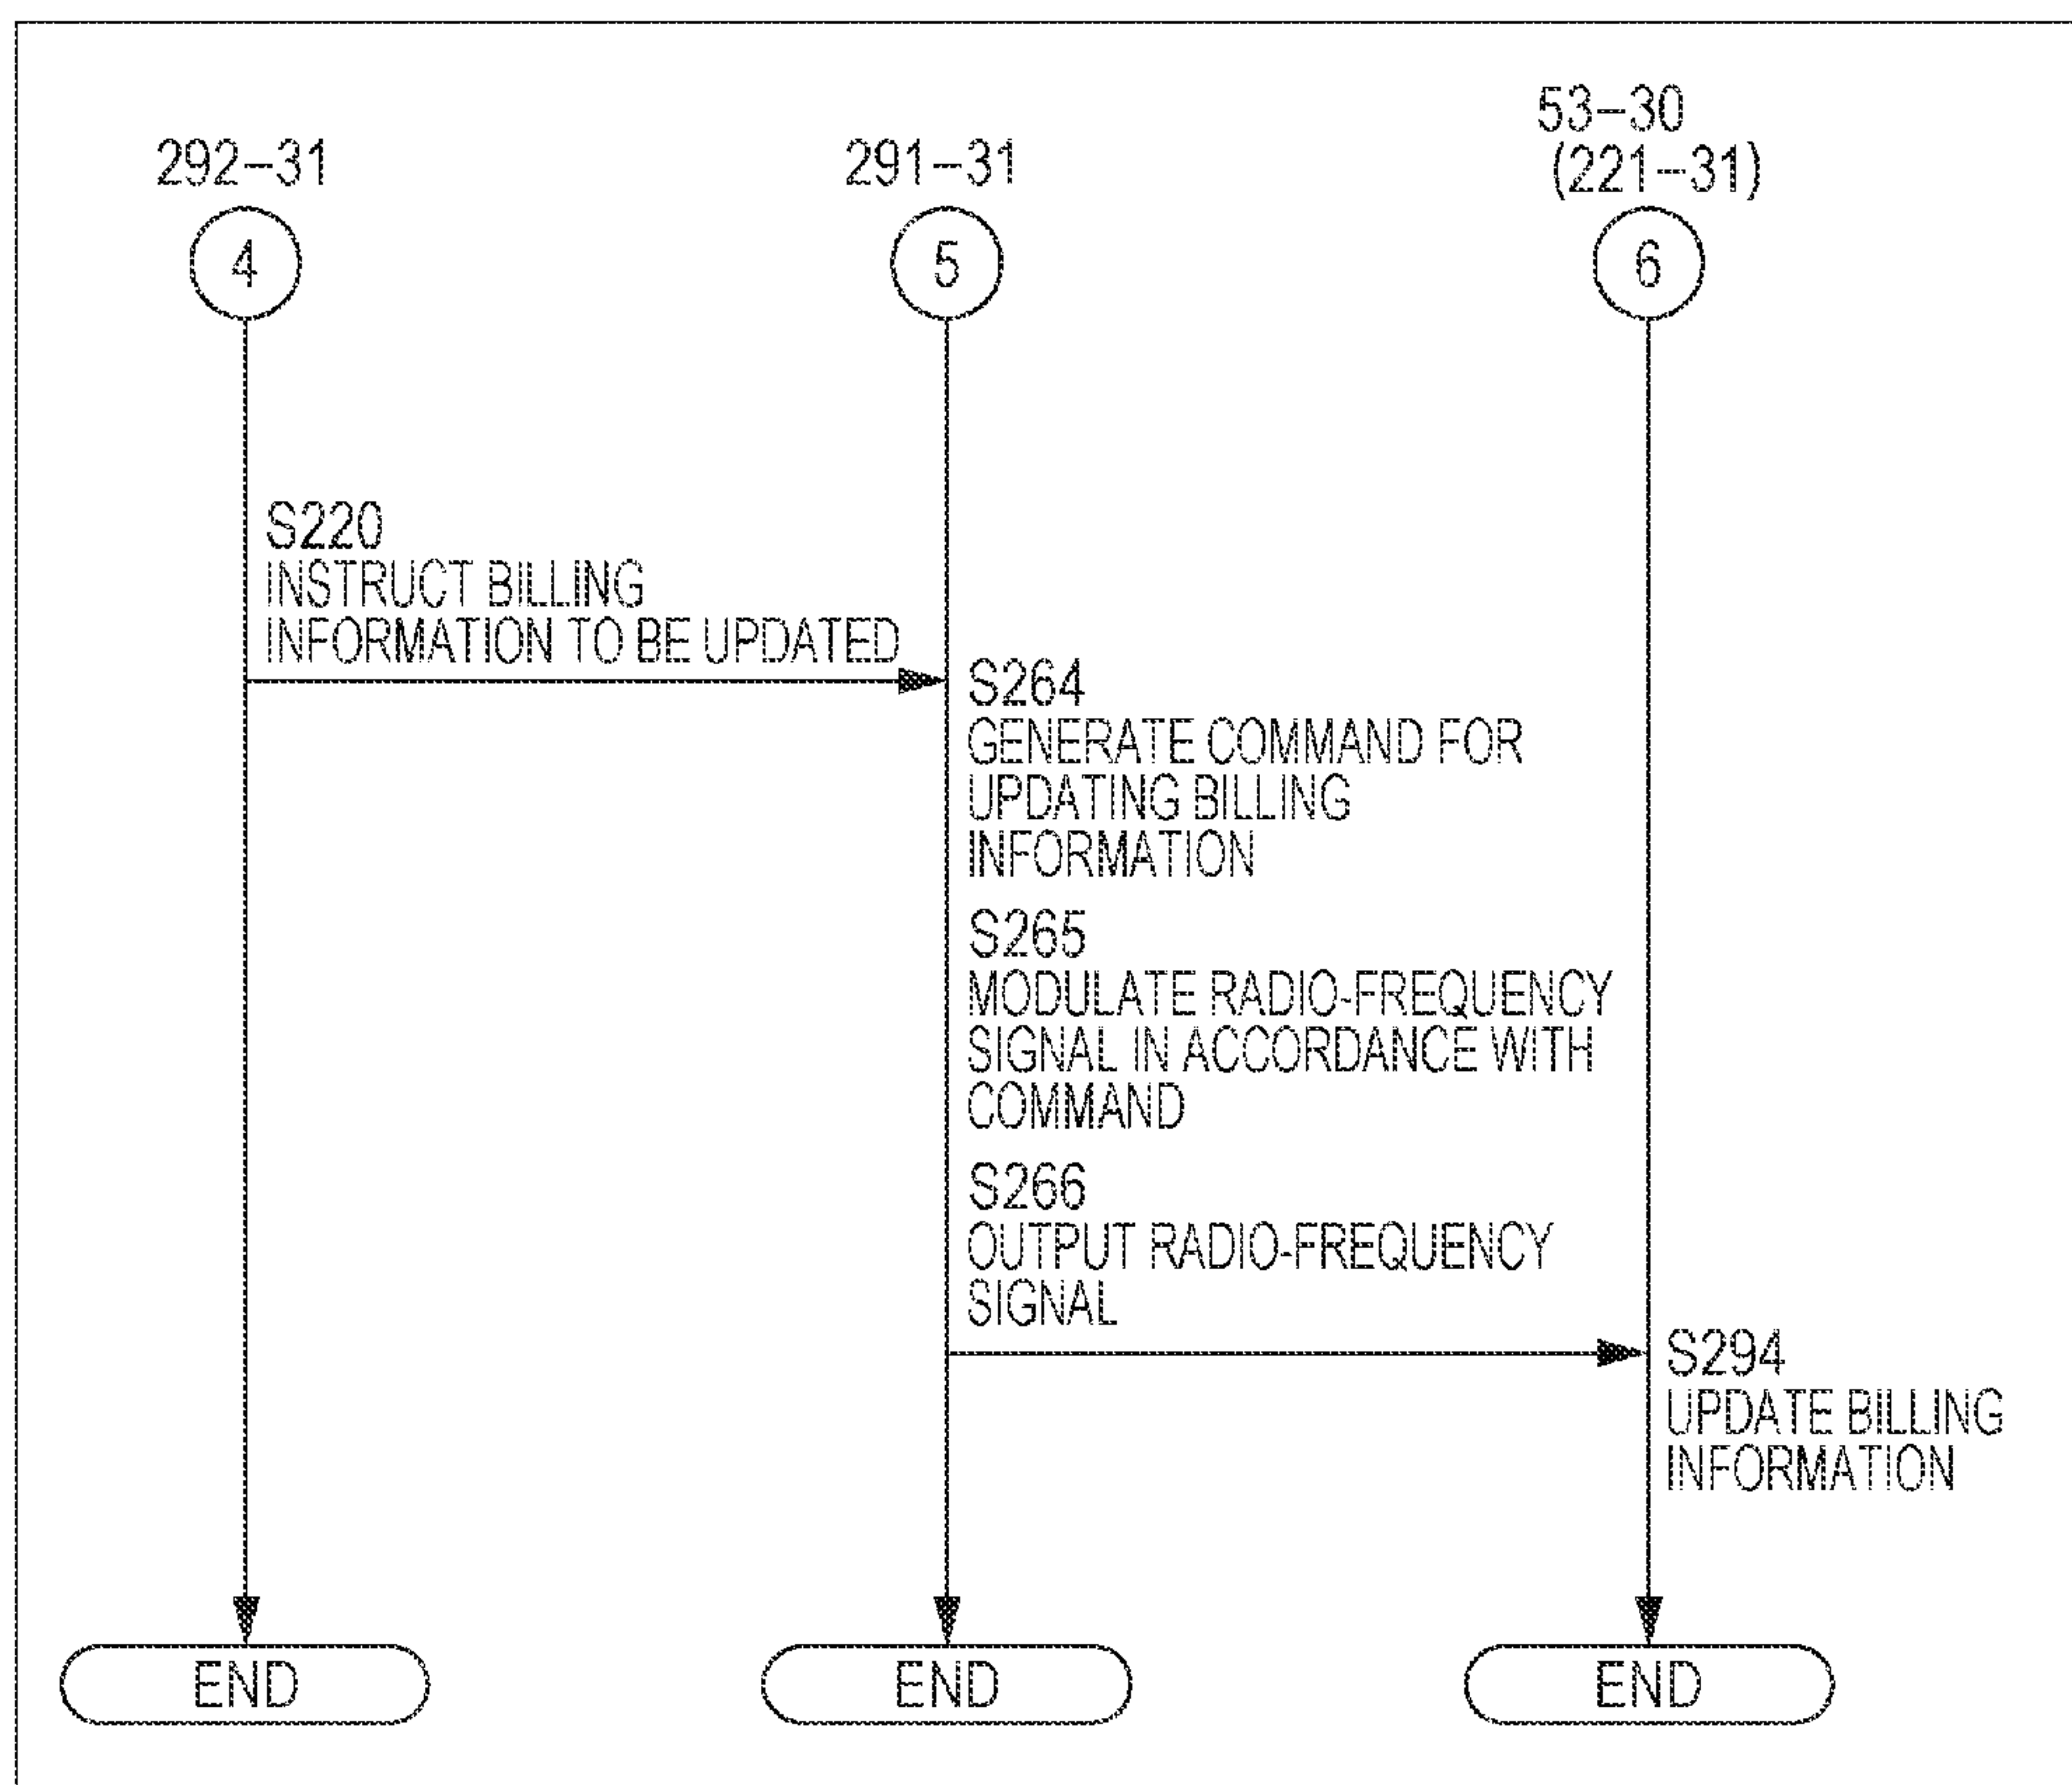 292-31
291-31
53-30
(221-31)
4
5
6
S220
INSTRUCT BILLING
INFORMATION TO BE UPDATED
S264
GENERATE COMMAND FOR
UPDATING BILLING
INFORMATION
S265
MODULATE RADIO-FREQUENCY
SIGNAL IN ACCORDANCE WITH
COMMAND
S266
OUTPUT RADIO-FREQUENCY
SIGNAL
S294
UPDATE BILLING
INFORMATION
END
END
END